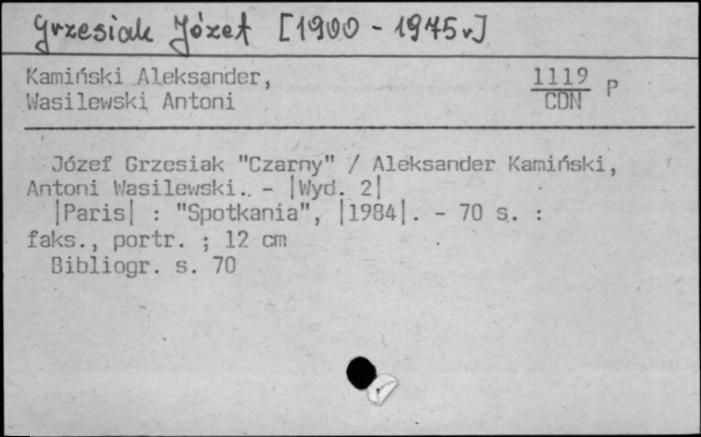 Grzesiak Józef [1900 - 1975r.]
Kamiński Aleksander,
Wasilewski Antoni
1119 P
CDN
Józef Grzesiak "Czarny" / Aleksander Kamiński,
Antoni Wasilewski.. - |Wyd. 2|
|Paris| : "Spotkania", |1984|. - 70 s. :
faks., portr. ; 12 cm
Bibliogr. s. 70